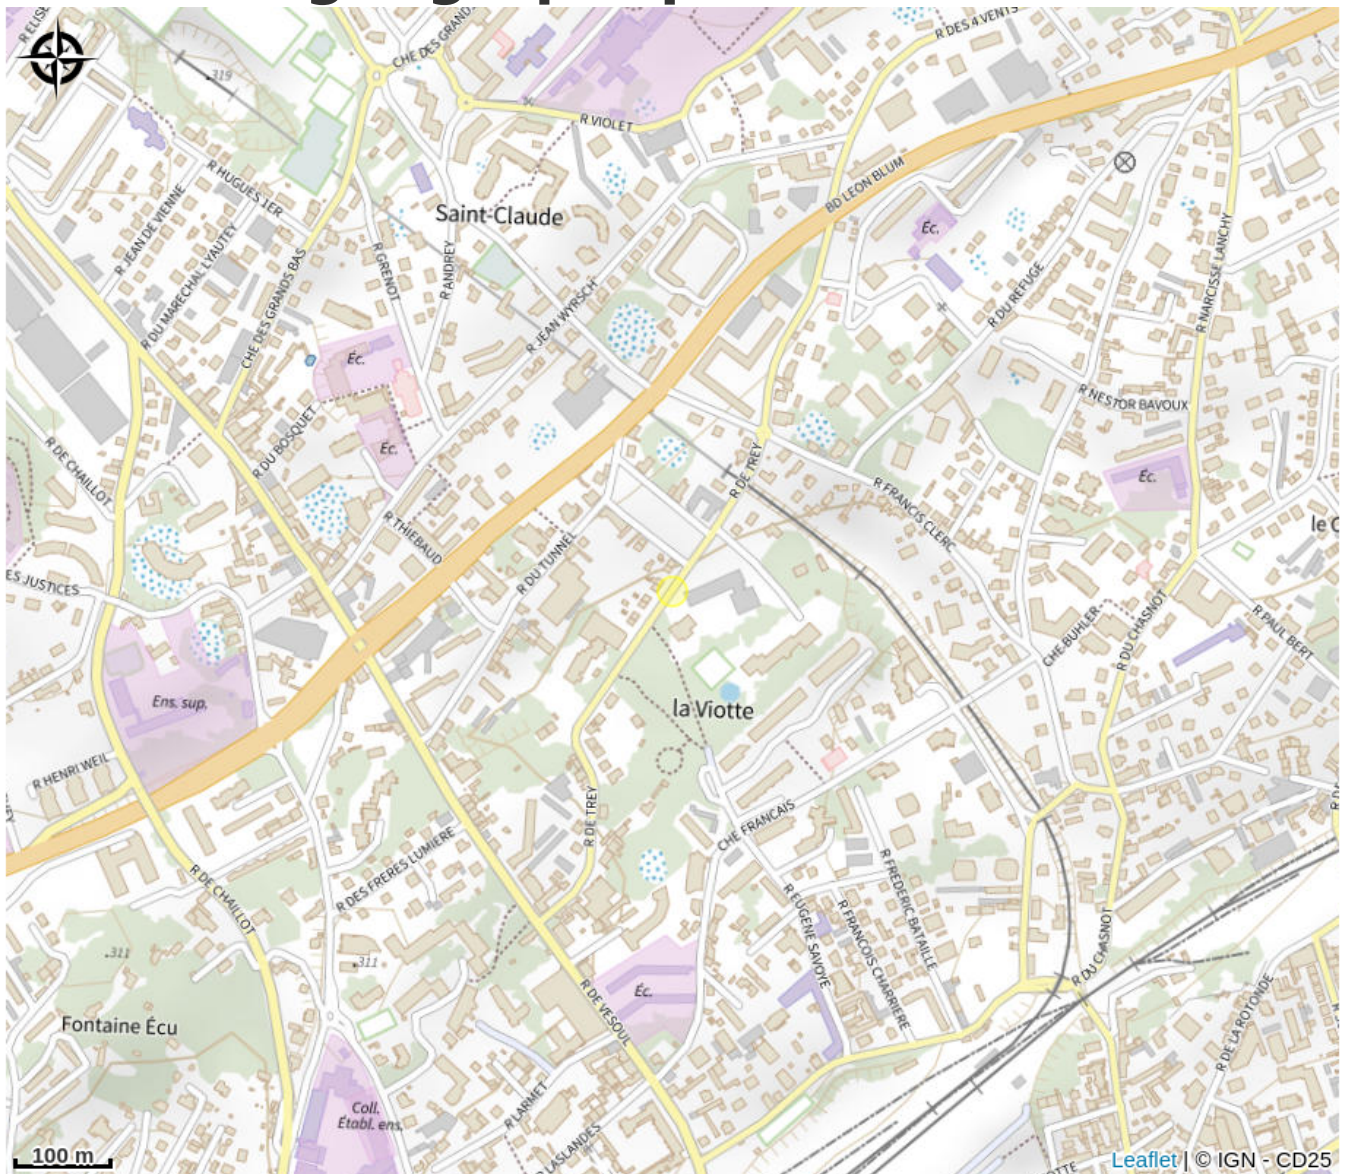 R DES 4 VENTS
CHE DES GRAND
R VIOLET
319
R HUGUES 1ER
BD LEON BLUM
R JEAN DE VIENNE
Saint-Claude
Éc.
R DU MARECHAL LYAUTEY
R GRENOT
R ANDREY
R NARCISSE LANCHY
CHE DES GRANDS BAS
R JEAN WYRSCH
R DU REFUGE
Éc.
R NESTOR BAVOUX
R DU BOSQUET
Éc.
R DE CHAILLOT
R DE TREY
R FRANCIS CLERC
Éc.
R THIEBAUD
R DU TUNNEL
le C
ES JUSTICES
CHE BUHLER
R DU CHASNOT
R PAUL BERT
Ens. sup.
la Viotte
R HENRI WEIL
R DE TREY
CHE FRANCAIS
R DES FRERES LUMIERE
R DE CHAILLOT
R EUGENE SAVOYE
R FREDERIC BATAILLE
R FRANCOIS CHARRIERE
R DU CHASNOT
311
311
Éc.
R DE VESOUL
Fontaine Écu
R DE LA ROTONDE
Coll.
Établ. ens.
R LARMET
LASLANDES
OTTE
100 m
Leaflet | © IGN - CD25